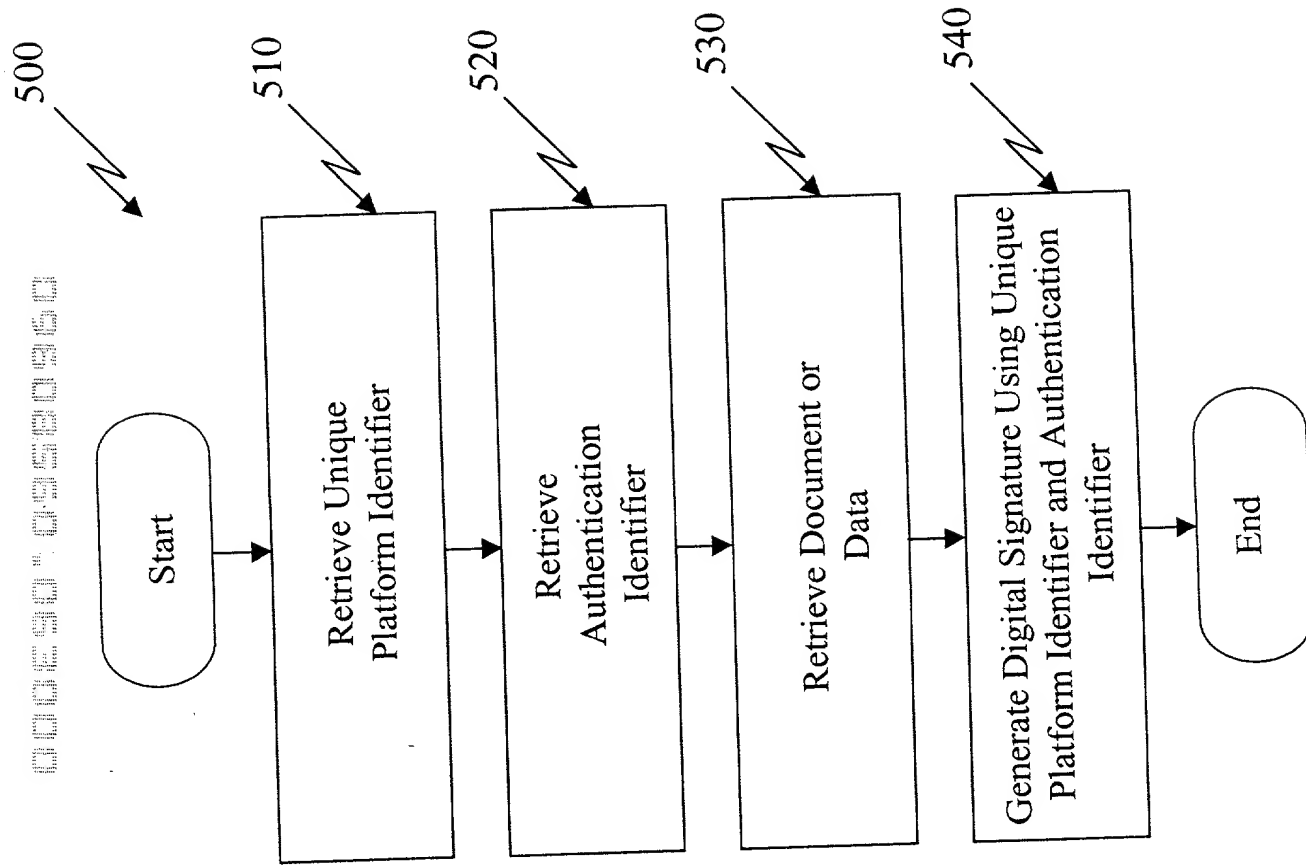 500
Start
510
Retrieve Unique
Platform Identifier
520
Retrieve
Authentication
Identifier
530
Retrieve Document or
Data
540
Generate Digital Signature Using Unique
Platform Identifier and Authentication
Identifier
End